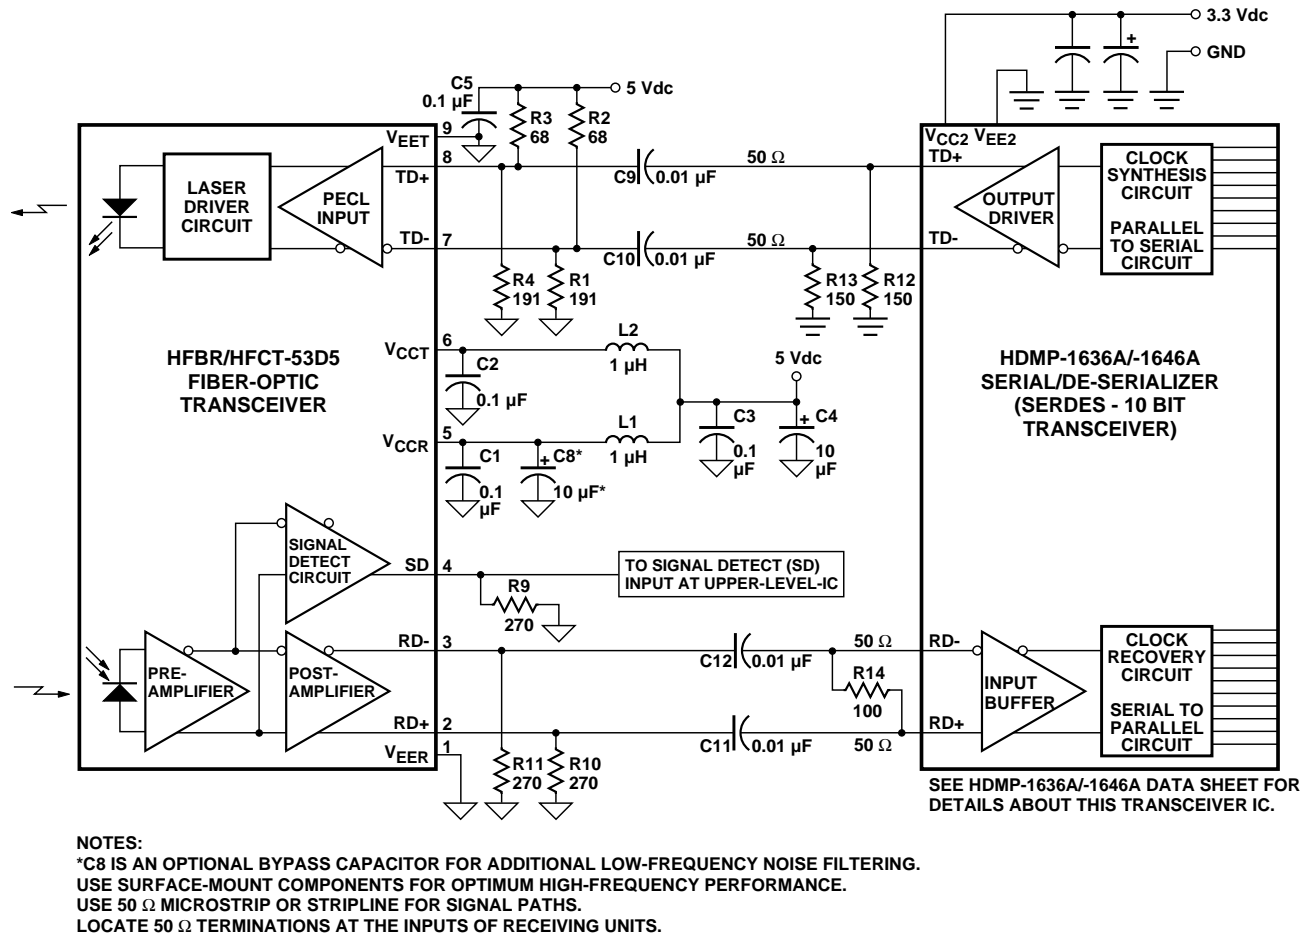 3.3 Vdc
GND
C5
0.1 µF
5 Vdc
R3
68
R2
68
9
VEET
8
TD+
C9
0.01 µF
50 Ω
VCC2 VEE2
TD+
LASER
DRIVER
CIRCUIT
PECL
INPUT
OUTPUT
DRIVER
CLOCK
SYNTHESIS
CIRCUIT
PARALLEL
TO SERIAL
CIRCUIT
TD-
7
C10
0.01 µF
50 Ω
TD-
R4
191
R1
191
R13
150
R12
150
HFBR/HFCT-53D5
FIBER-OPTIC
TRANSCEIVER
6
VCCT
C2
0.1 µF
L2
1 µH
5 Vdc
HDMP-1636A/-1646A
SERIAL/DE-SERIALIZER
(SERDES - 10 BIT
TRANSCEIVER)
5
VCCR
C1
0.1
µF
+ C8*
10 µF*
L1
1 µH
C3
0.1
µF
+ C4
10
µF
SIGNAL
DETECT
CIRCUIT
SD
4
R9
270
TO SIGNAL DETECT (SD)
INPUT AT UPPER-LEVEL-IC
PRE-
AMPLIFIER
POST-
AMPLIFIER
RD-
3
C12
0.01 µF
50 Ω
RD-
R14
100
INPUT
BUFFER
CLOCK
RECOVERY
CIRCUIT
SERIAL TO
PARALLEL
CIRCUIT
RD+
2
C11
0.01 µF
50 Ω
RD+
VEER
1
R11
270
R10
270
SEE HDMP-1636A/-1646A DATA SHEET FOR
DETAILS ABOUT THIS TRANSCEIVER IC.
NOTES:
*C8 IS AN OPTIONAL BYPASS CAPACITOR FOR ADDITIONAL LOW-FREQUENCY NOISE FILTERING.
USE SURFACE-MOUNT COMPONENTS FOR OPTIMUM HIGH-FREQUENCY PERFORMANCE.
USE 50 Ω MICROSTRIP OR STRIPLINE FOR SIGNAL PATHS.
LOCATE 50 Ω TERMINATIONS AT THE INPUTS OF RECEIVING UNITS.